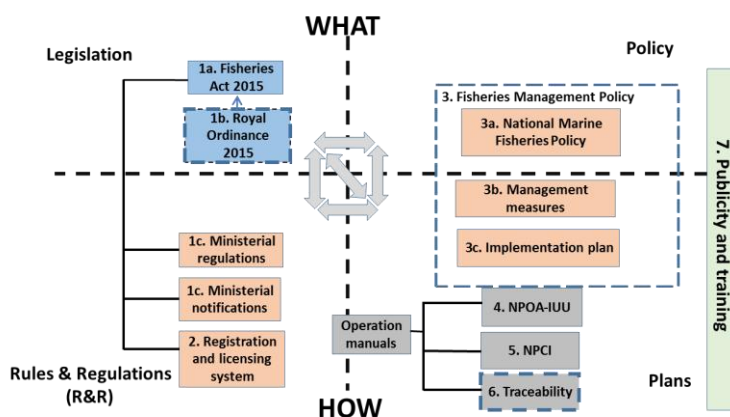 WHAT
Legislation
Policy
1a. Fisheries
Act 2015
1b. Royal
Ordinance
2015
3. Fisheries Management Policy
3a. National Marine
Fisheries Policy
3b. Management
measures
3c. Implementation plan
1c. Ministerial
regulations
1c. Ministerial
notifications
2. Registration
and licensing
system
Rules & Regulations
(R&R)
Operation
manuals
4. NPOA-IUU
5. NPCI
6. Traceability
Plans
HOW
7. Publicity and training